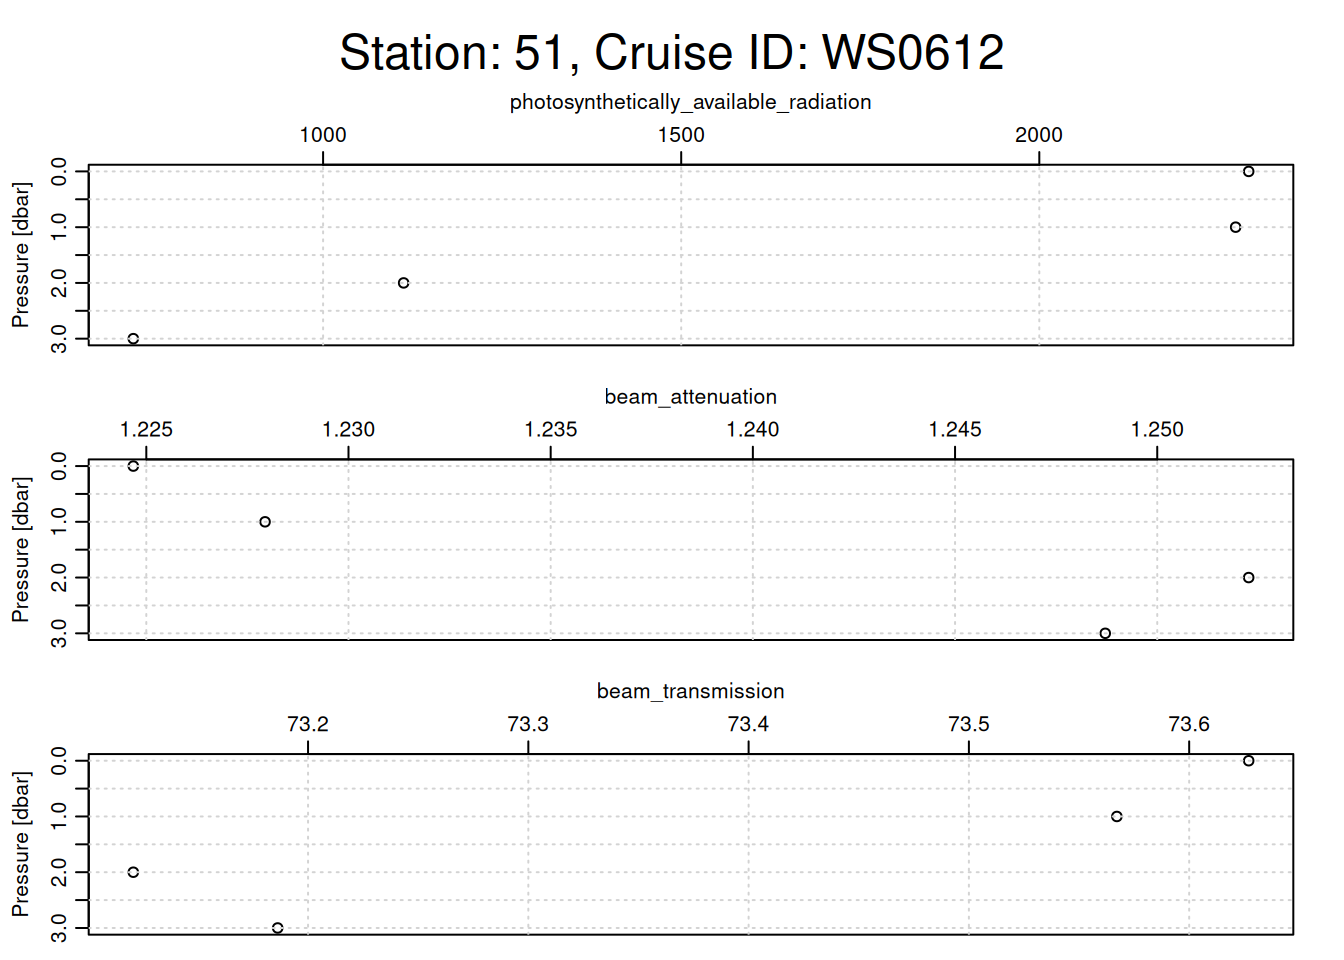 Station: 51, Cruise ID: WS0612
photosynthetically_available_radiation
1000 1500 2000
Pressure [dbar]
0.0
1.0
2.0
3.0
beam_attenuation
1.225 1.230 1.235 1.240 1.245 1.250
Pressure [dbar]
0.0
1.0
2.0
3.0
beam_transmission
73.2 73.3 73.4 73.5 73.6
Pressure [dbar]
0.0
1.0
2.0
3.0